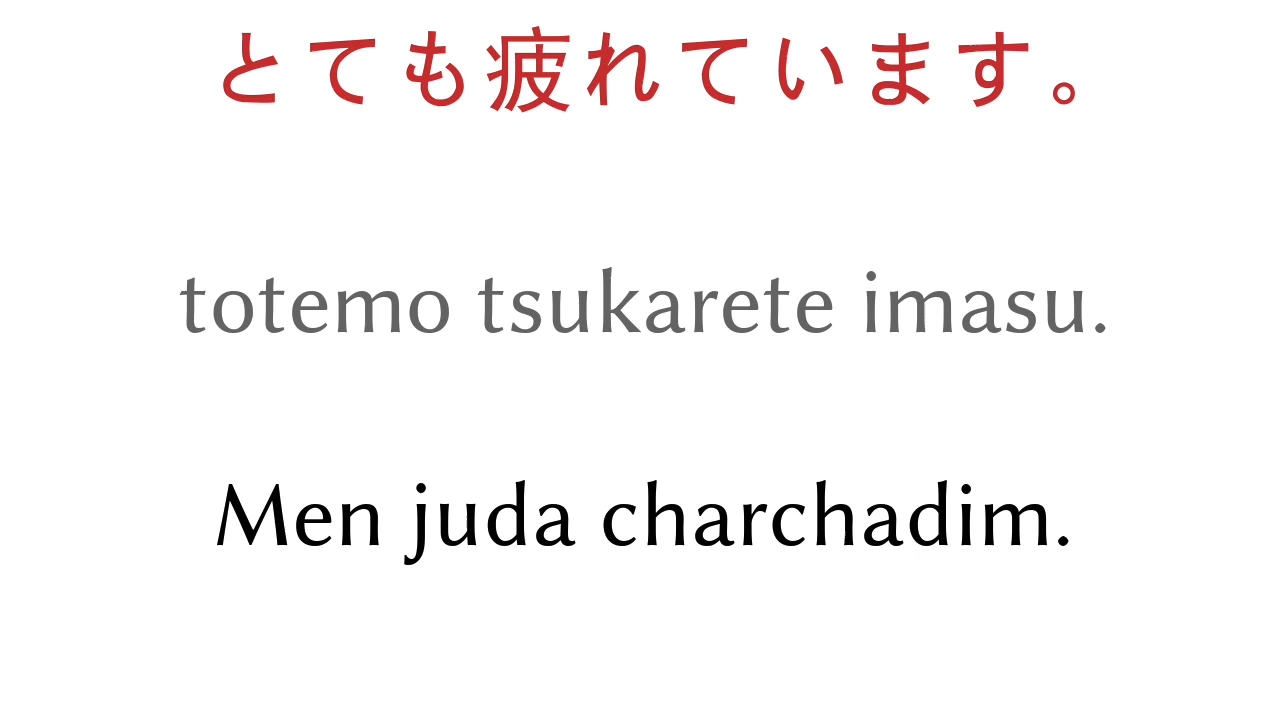 とても疲れています。
totemo tsukarete imasu.
Men juda charchadim.